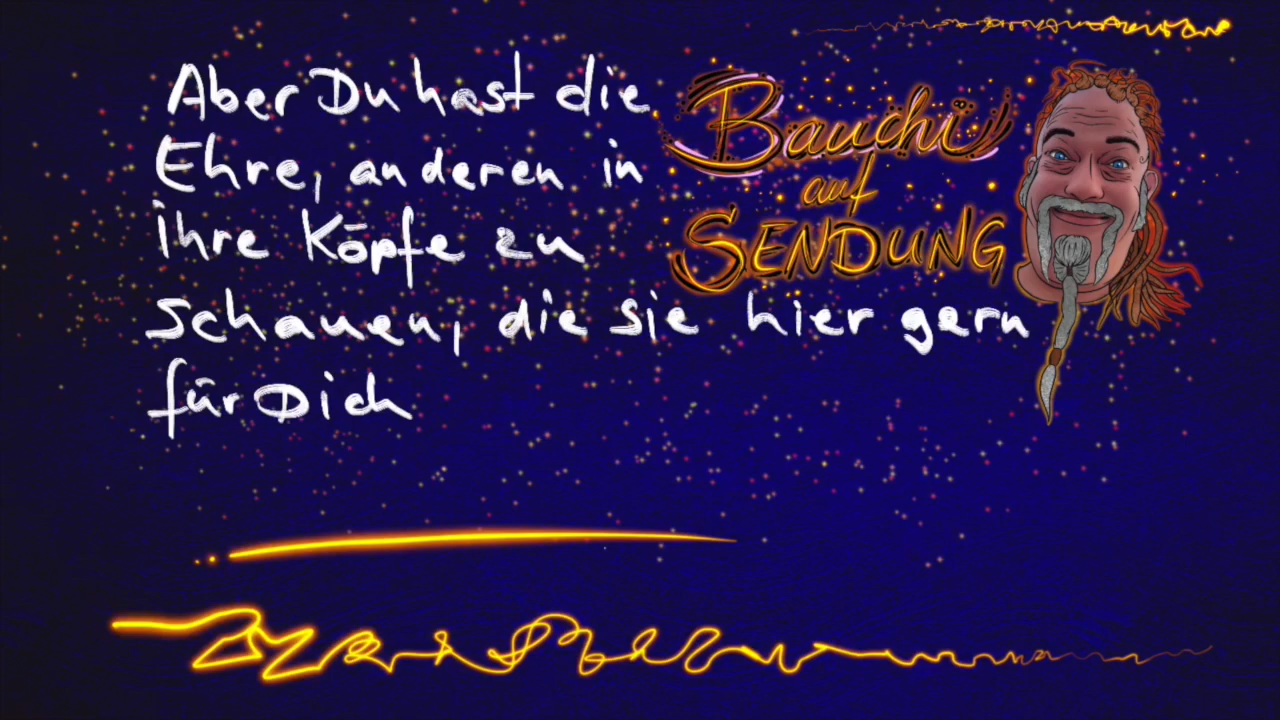 Aber Du hast die
Ehre, anderen in
ihre Köpfe zu
schauen, die sie hier gern
für Dich
Bauchi
auf
SENDUNG